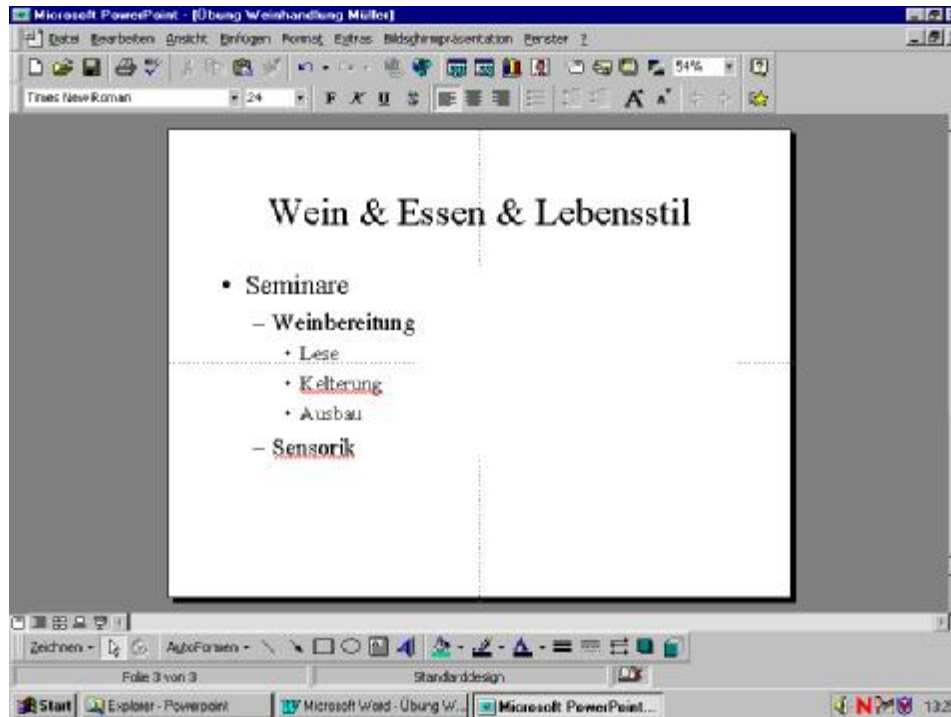 Microsoft PowerPoint - [Übung Weinhandlung Müller]
Datei Bearbeiten Ansicht Einfügen Format Extras Bildschirmpräsentation Fenster ?
54%
Times New Roman 24 F K U S A A
Wein & Essen & Lebensstil
• Seminare
– Weinbereitung
• Lese
• Kelterung
• Ausbau
– Sensorik
Zeichnen AutoFormen
Folie 3 von 3 Standarddesign
Start Explorer - Powerpoint Microsoft Word - Übung W... Microsoft PowerPoint...